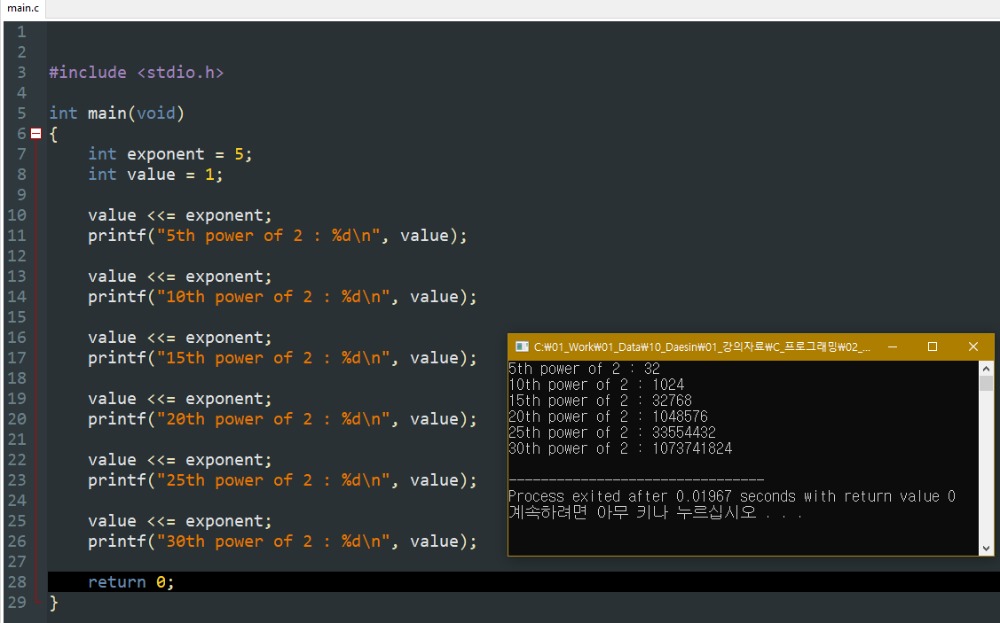 main.c
1
2
3 #include <stdio.h>
4
5 int main(void)
6 {
7 int exponent = 5;
8 int value = 1;
9
10 value <<= exponent;
11 printf("5th power of 2 : %d\n", value);
12
13 value <<= exponent;
14 printf("10th power of 2 : %d\n", value);
15
16 value <<= exponent;
17 printf("15th power of 2 : %d\n", value);
18
19 value <<= exponent;
20 printf("20th power of 2 : %d\n", value);
21
22 value <<= exponent;
23 printf("25th power of 2 : %d\n", value);
24
25 value <<= exponent;
26 printf("30th power of 2 : %d\n", value);
27
28 return 0;
29 }
C:₩01_Work₩01_Data₩10_Daesin₩01_강의자료₩C_프로그래밍₩02_...
5th power of 2 : 32
10th power of 2 : 1024
15th power of 2 : 32768
20th power of 2 : 1048576
25th power of 2 : 33554432
30th power of 2 : 1073741824
--------------------------------
Process exited after 0.01967 seconds with return value 0
계속하려면 아무 키나 누르십시오 . . .